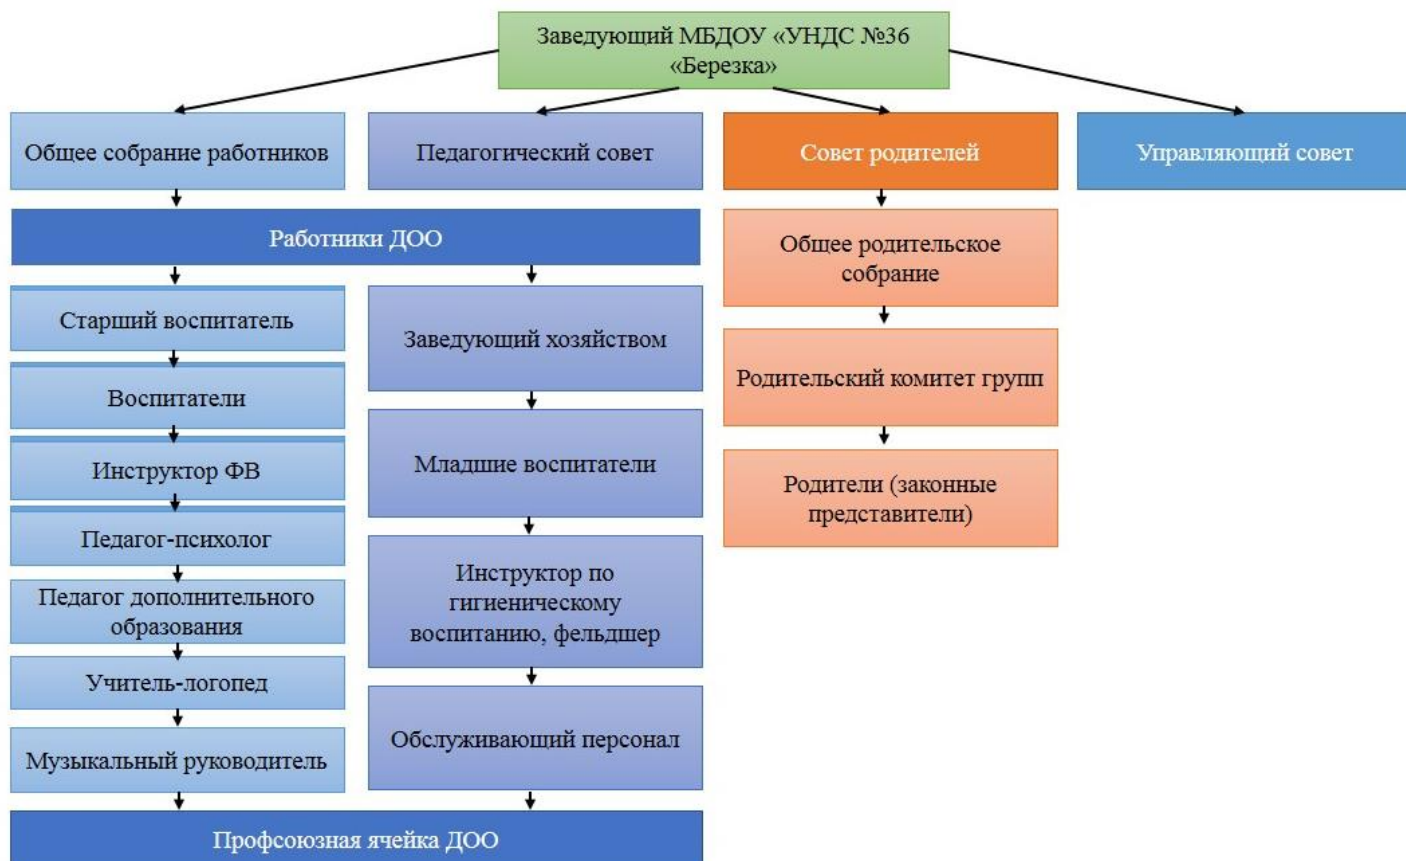 Заведующий МБДОУ «УНДС №36
«Березка»
Общее собрание работников
Педагогический совет
Совет родителей
Управляющий совет
Работники ДОО
Общее родительское
собрание
Старший воспитатель
Заведующий хозяйством
Родительский комитет групп
Воспитатели
Младшие воспитатели
Инструктор ФВ
Родители (законные
представители)
Педагог-психолог
Инструктор по
гигиеническому
воспитанию, фельдшер
Педагог дополнительного
образования
Учитель-логопед
Обслуживающий персонал
Музыкальный руководитель
Профсоюзная ячейка ДОО